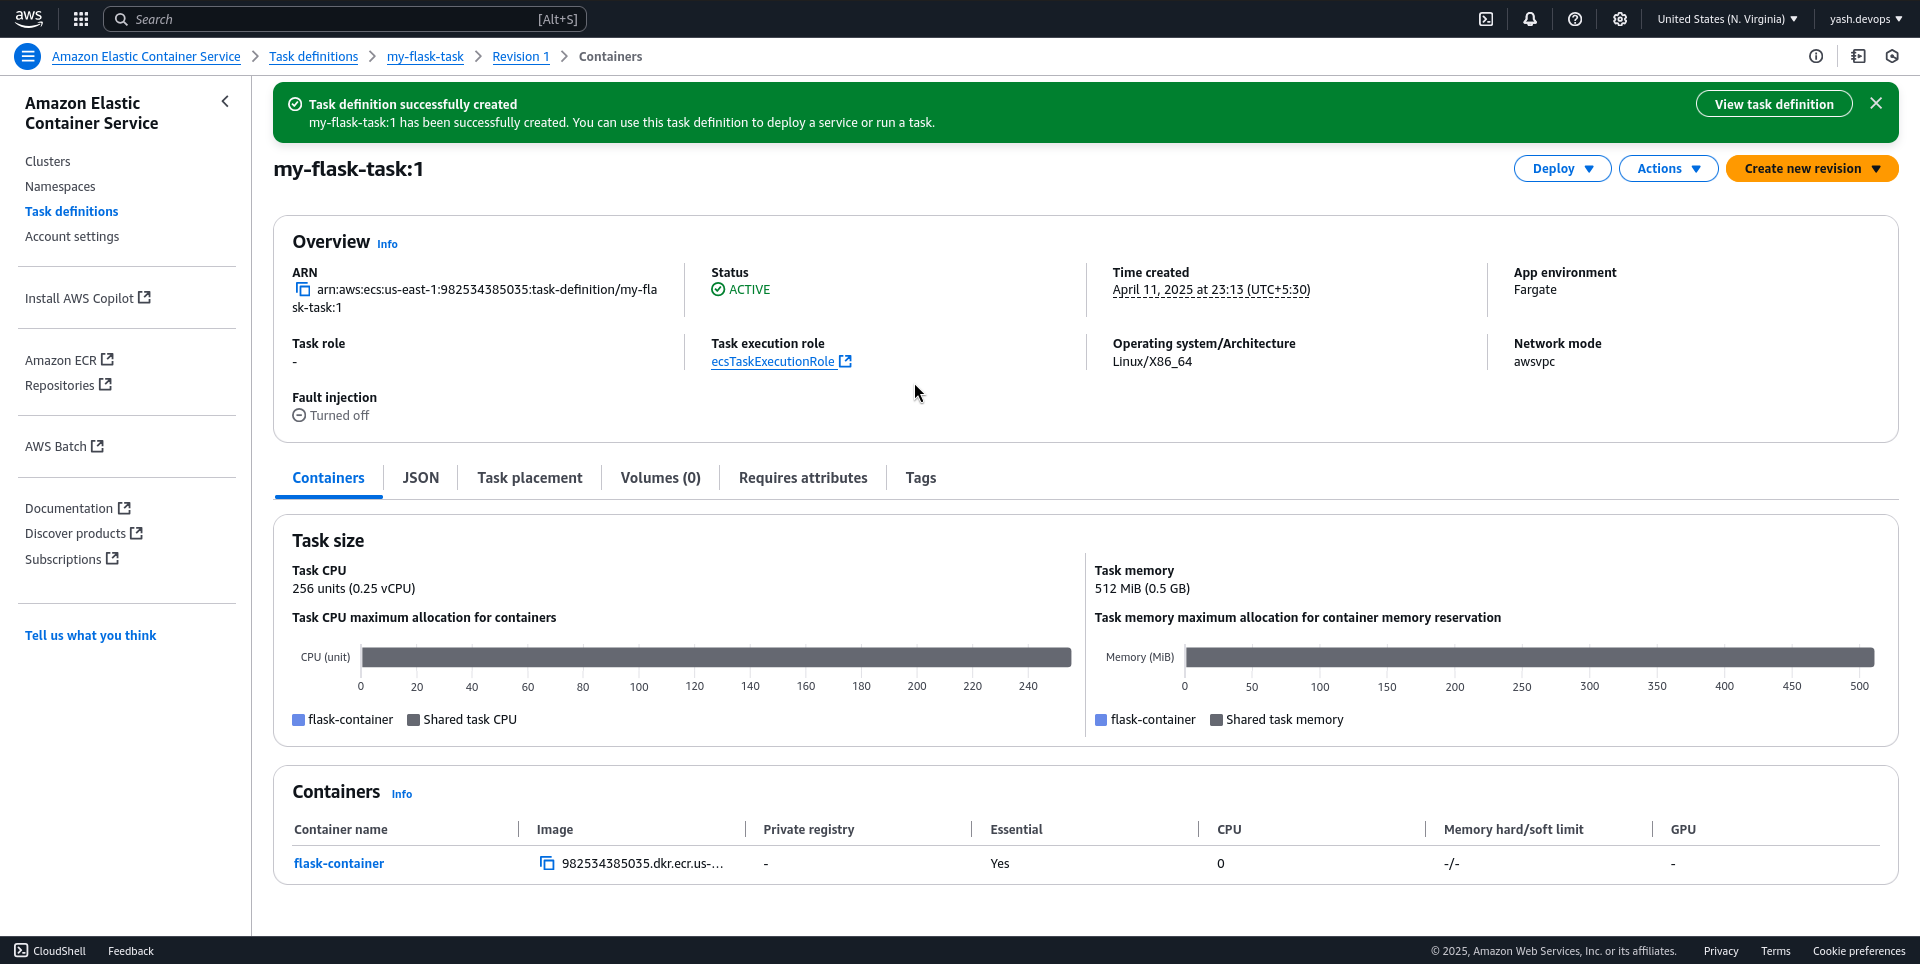 aws
Search [Alt+S]
United States (N. Virginia) yash.devops
Amazon Elastic Container Service Task definitions my-flask-task Revision 1 Containers
Amazon Elastic
Container Service
Clusters
Namespaces
Task definitions
Account settings
Install AWS Copilot
Amazon ECR
Repositories
AWS Batch
Documentation
Discover products
Subscriptions
Tell us what you think
Task definition successfully created
my-flask-task:1 has been successfully created. You can use this task definition to deploy a service or run a task.
View task definition
my-flask-task:1
Deploy Actions Create new revision
Overview Info
ARN
arn:aws:ecs:us-east-1:982534385035:task-definition/my-fla
sk-task:1
Status
ACTIVE
Time created
April 11, 2025 at 23:13 (UTC+5:30)
App environment
Fargate
Task role
-
Task execution role
ecsTaskExecutionRole
Operating system/Architecture
Linux/X86_64
Network mode
awsvpc
Fault injection
Turned off
Containers JSON Task placement Volumes (0) Requires attributes Tags
Task size
Task CPU
256 units (0.25 vCPU)
Task CPU maximum allocation for containers
CPU (unit)
0 20 40 60 80 100 120 140 160 180 200 220 240
flask-container Shared task CPU
Task memory
512 MiB (0.5 GB)
Task memory maximum allocation for container memory reservation
Memory (MiB)
0 50 100 150 200 250 300 350 400 450 500
flask-container Shared task memory
Containers Info
Container name Image Private registry Essential CPU Memory hard/soft limit GPU
flask-container 982534385035.dkr.ecr.us-... - Yes 0 -/- -
CloudShell Feedback
© 2025, Amazon Web Services, Inc. or its affiliates. Privacy Terms Cookie preferences